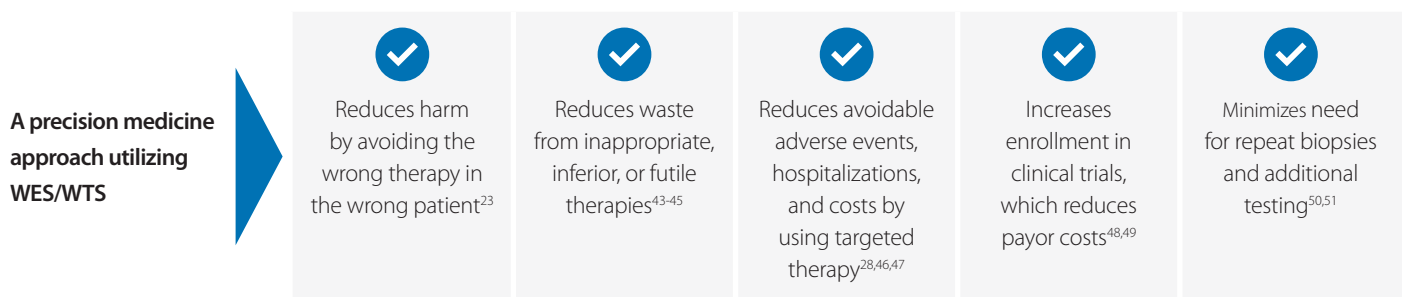 A precision medicine
approach utilizing
WES/WTS
Reduces harm
by avoiding the
wrong therapy in
the wrong patient23
Reduces waste
from inappropriate,
inferior, or futile
therapies43-45
Reduces avoidable
adverse events,
hospitalizations,
and costs by
using targeted
therapy28,46,47
Increases
enrollment in
clinical trials,
which reduces
payor costs48,49
Minimizes need
for repeat biopsies
and additional
testing50,51